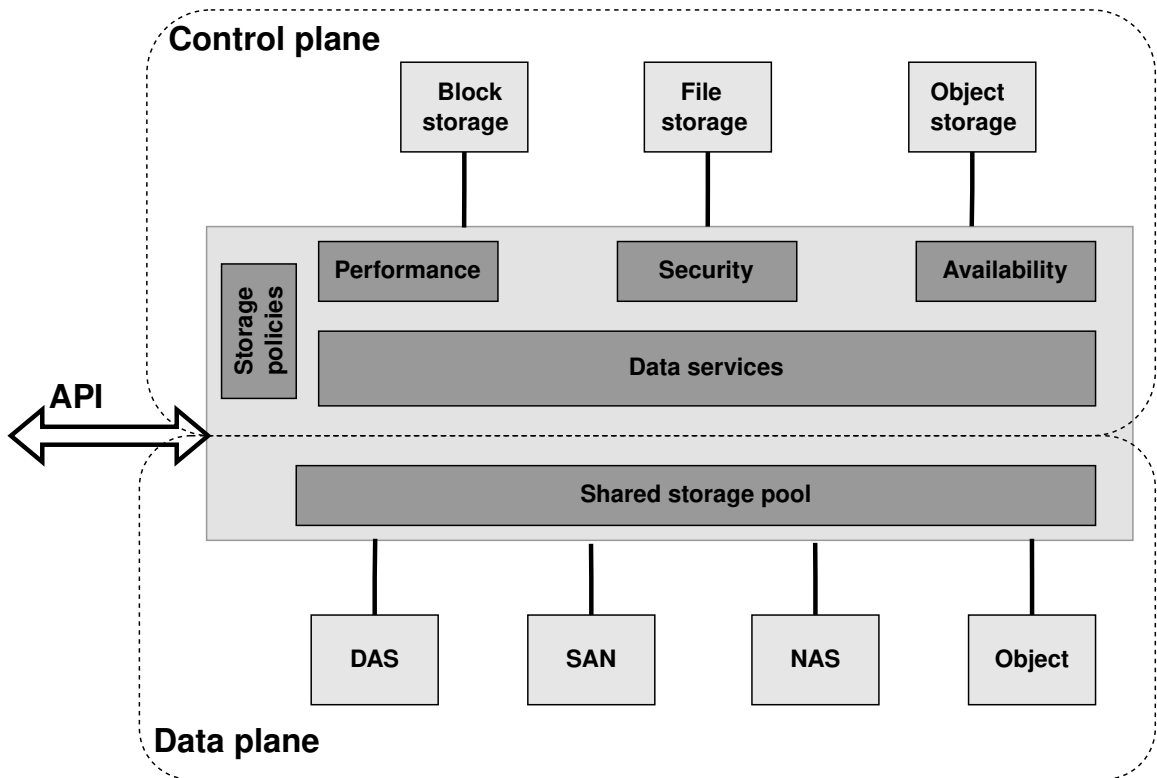 Control plane
Block
storage
File
storage
Object
storage
Performance
Security
Availability
Storage
policies
Data services
API
Shared storage pool
DAS
SAN
NAS
Object
Data plane